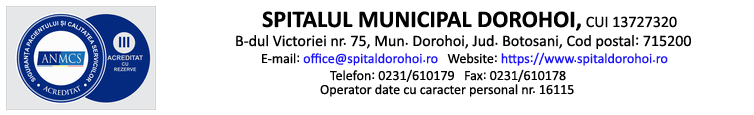 SIGURANȚA PACIENTULUI ȘI CALITATEA SERVICIILOR
• ACREDITAT •
ANMCS
III
ACREDITAT
CU
REZERVE
SPITALUL MUNICIPAL DOROHOI, CUI 13727320
B-dul Victoriei nr. 75, Mun. Dorohoi, Jud. Botosani, Cod postal: 715200
E-mail: office@spitaldorohoi.ro Website: https://www.spitaldorohoi.ro
Telefon: 0231/610179 Fax: 0231/610178
Operator date cu caracter personal nr. 16115